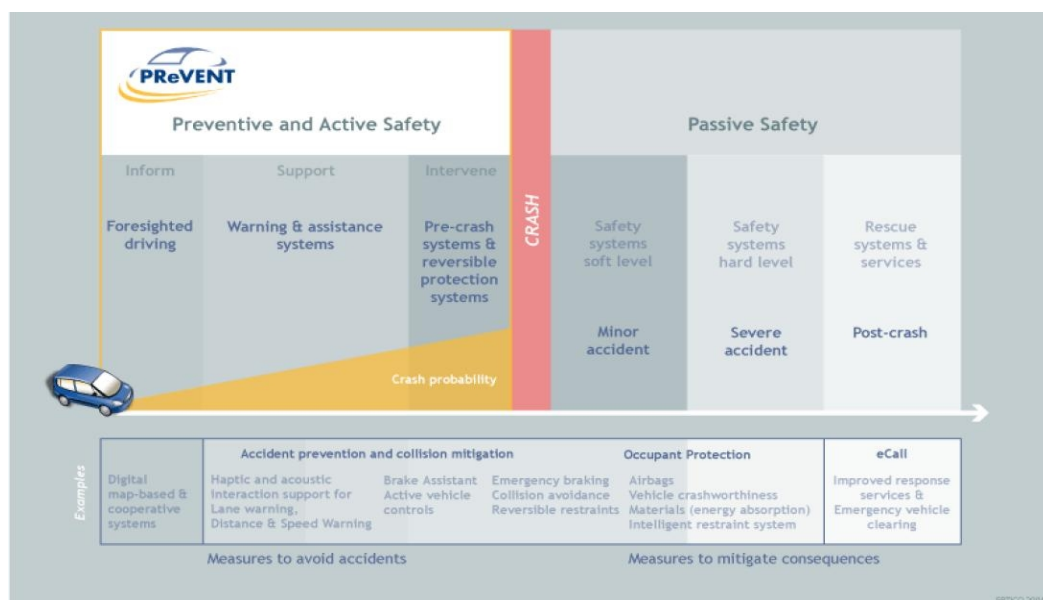 PReVENT
Preventive and Active Safety
Passive Safety
Inform
Support
Intervene
Foresighted
driving
Warning & assistance
systems
Pre-crash
systems &
reversible
protection
systems
CRASH
Safety
systems
soft level
Safety
systems
hard level
Rescue
systems &
services
Minor
accident
Severe
accident
Post-crash
Crash probability
Examples
Digital
map-based &
cooperative
systems
Accident prevention and collision mitigation
Haptic and acoustic
Interaction support for
Lane warning,
Distance & Speed Warning
Brake Assistant
Active vehicle
controls
Emergency braking
Collision avoidance
Reversible restraints
Occupant Protection
Airbags
Vehicle crashworthiness
Materials (energy absorption)
Intelligent restraint system
eCall
Improved response
services &
Emergency vehicle
clearing
Measures to avoid accidents
Measures to mitigate consequences